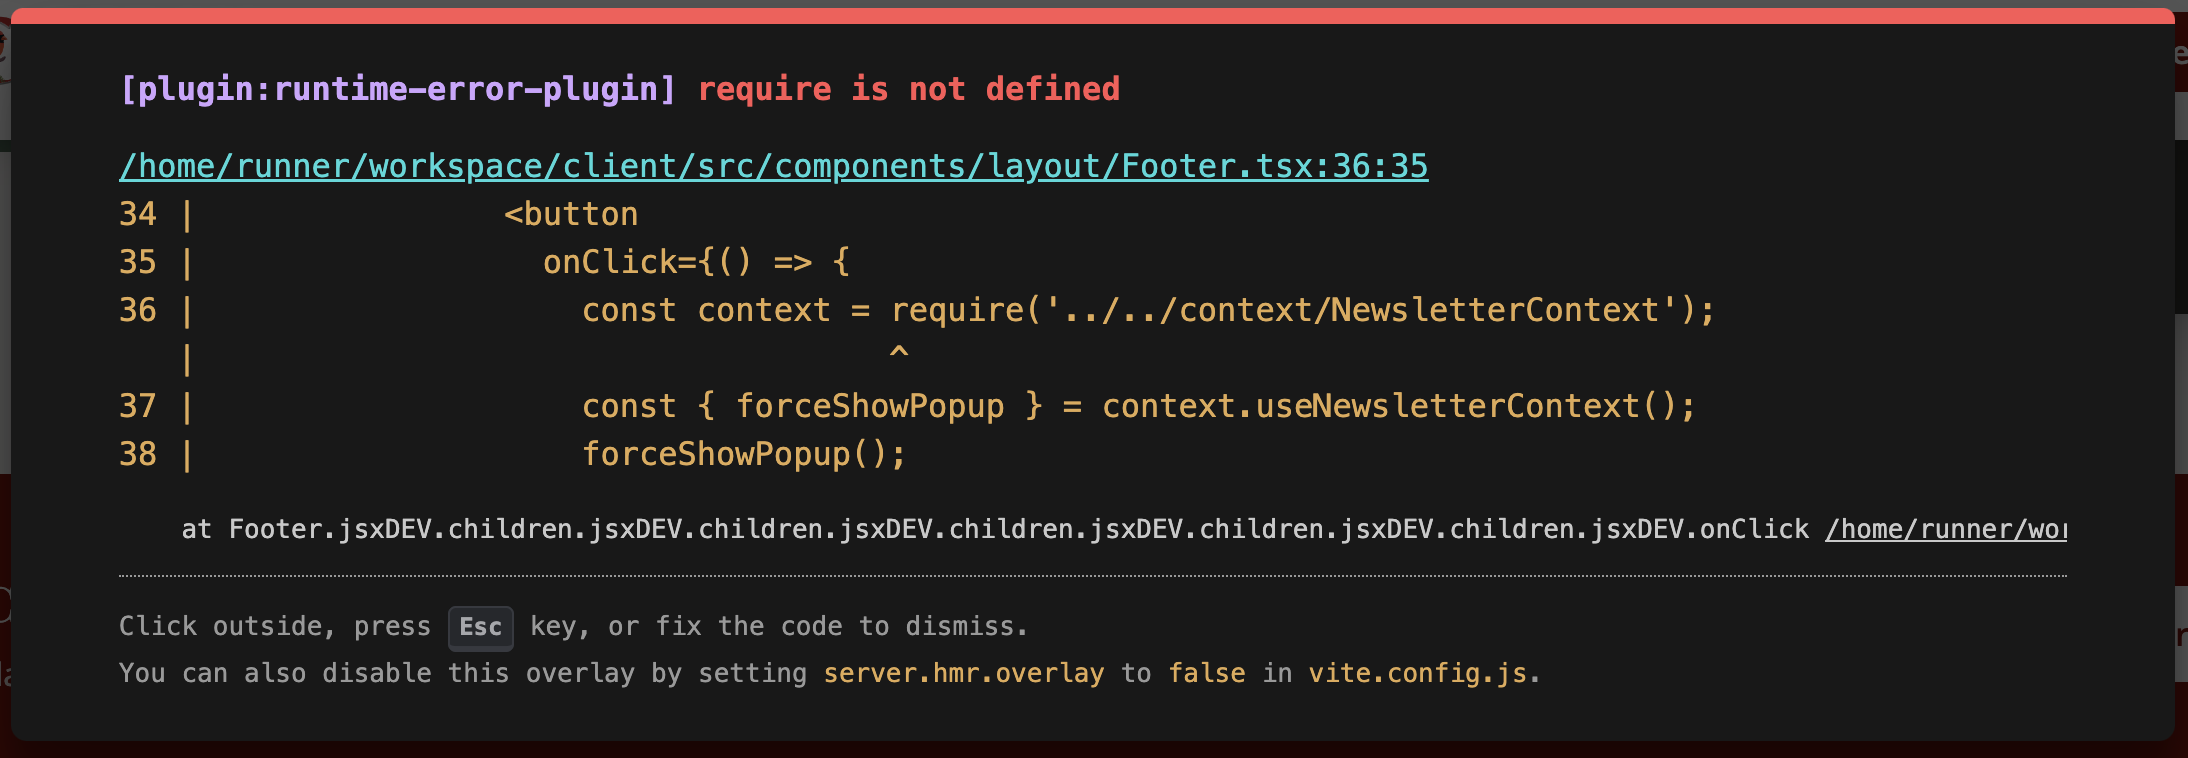 [plugin:runtime-error-plugin] require is not defined
/home/runner/workspace/client/src/components/layout/Footer.tsx:36:35
34 |                <button
35 |                  onClick={() => {
36 |                    const context = require('../../context/NewsletterContext');
   |                                    ^
37 |                    const { forceShowPopup } = context.useNewsletterContext();
38 |                    forceShowPopup();
at Footer.jsxDEV.children.jsxDEV.children.jsxDEV.children.jsxDEV.children.jsxDEV.children.jsxDEV.onClick /home/runner/wor
Click outside, press Esc key, or fix the code to dismiss.
You can also disable this overlay by setting server.hmr.overlay to false in vite.config.js.